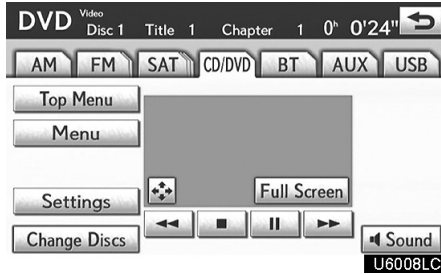 DVD Video Disc 1 Title 1 Chapter 1 0h 0'24"
AM FM SAT CD/DVD BT AUX USB
Top Menu
Menu
Settings Full Screen
Change Discs Sound
U6008LC